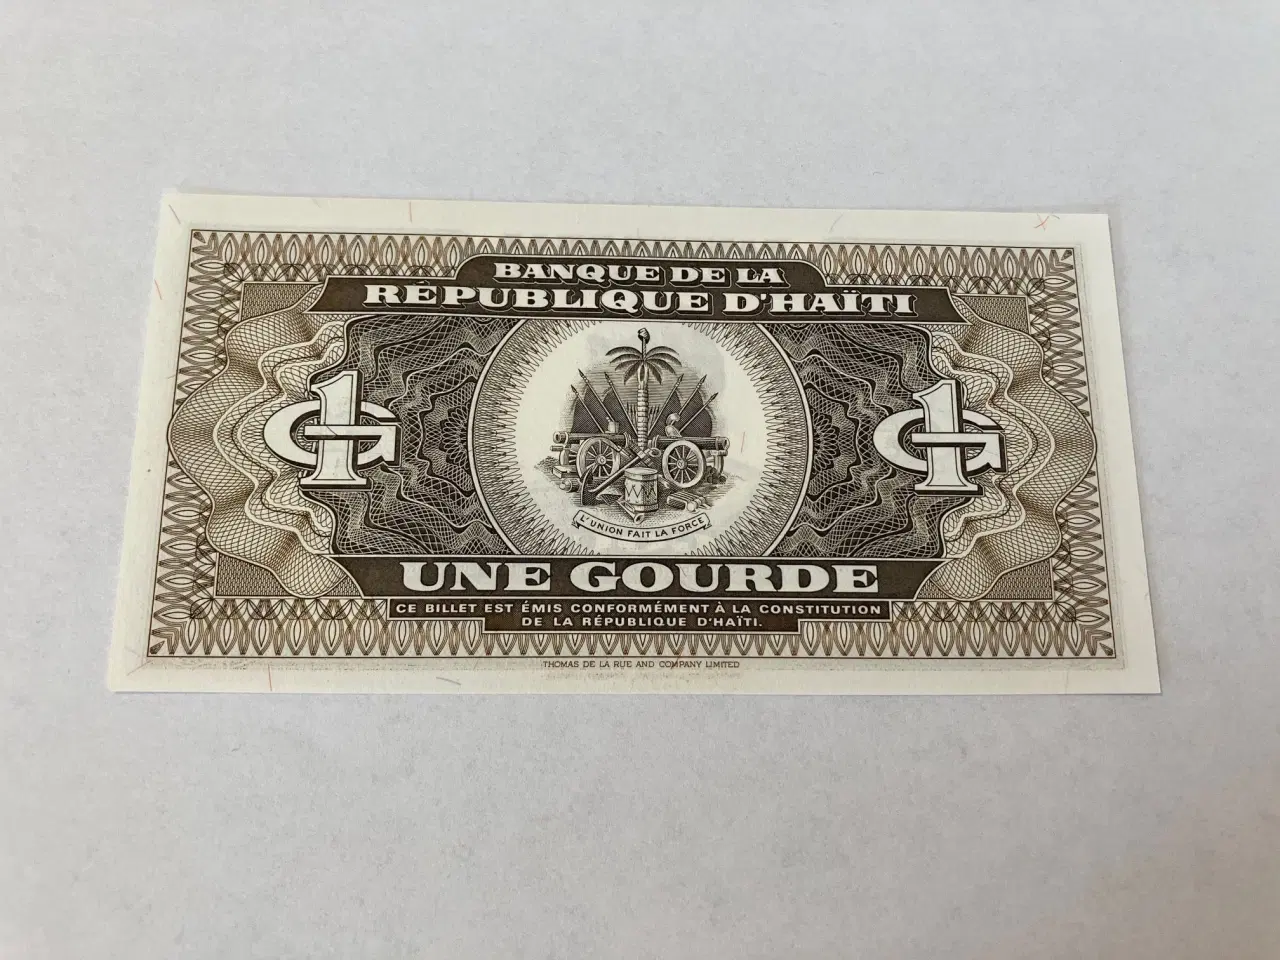 BANQUE DE LA
RÉPUBLIQUE D'HAÏTI
1G 1G
L'UNION FAIT LA FORCE
UNE GOURDE
CE BILLET EST ÉMIS CONFORMÉMENT À LA CONSTITUTION
DE LA RÉPUBLIQUE D'HAÏTI.
THOMAS DE LA RUE AND COMPANY LIMITED